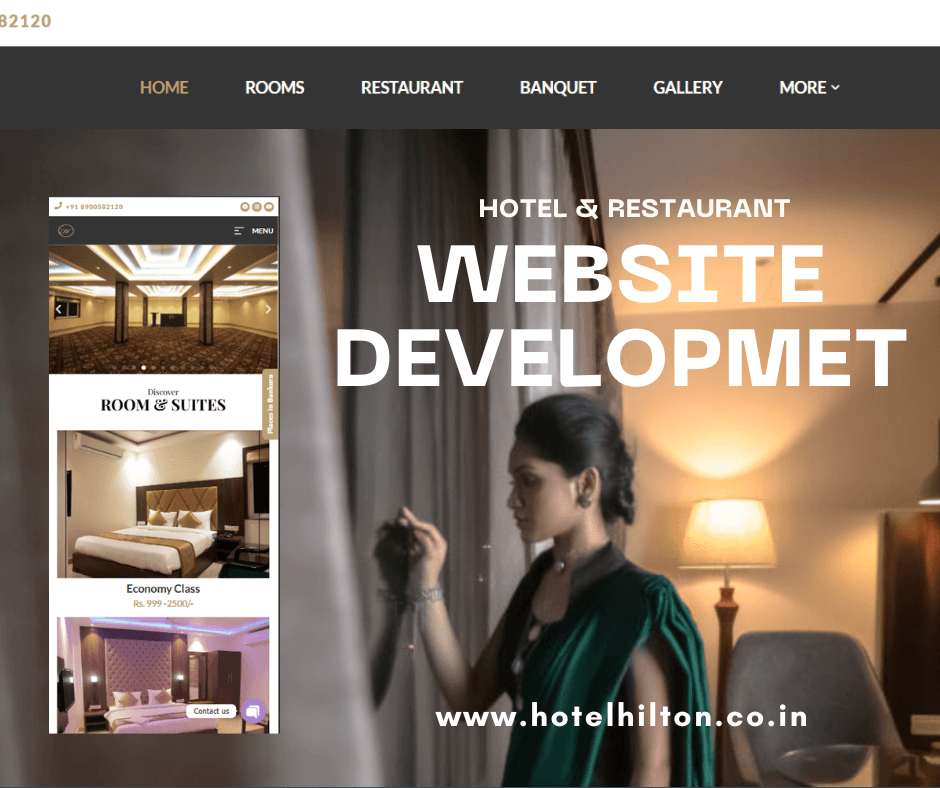 82120
HOME ROOMS RESTAURANT BANQUET GALLERY MORE
+91 8900582120
MENU
Discover
ROOM & SUITES
Places in Bankura
Economy Class
Rs. 999 -2500/-
Contact us
HOTEL & RESTAURANT
WEBSITE
DEVELOPMET
www.hotelhilton.co.in